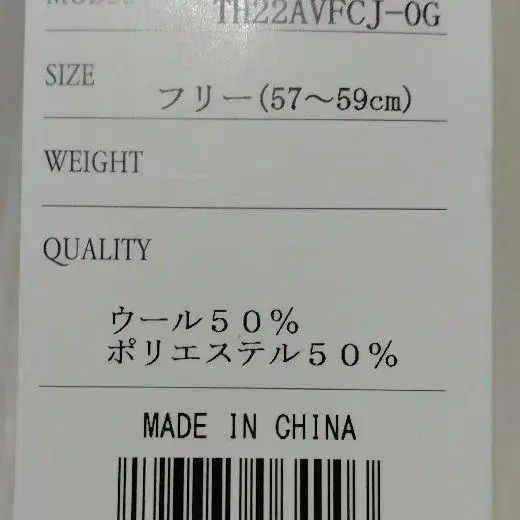 TH22AVFCJ-0G
SIZE
フリー(57～59cm)
WEIGHT
QUALITY
ウール５０％
ポリエステル５０％
MADE IN CHINA